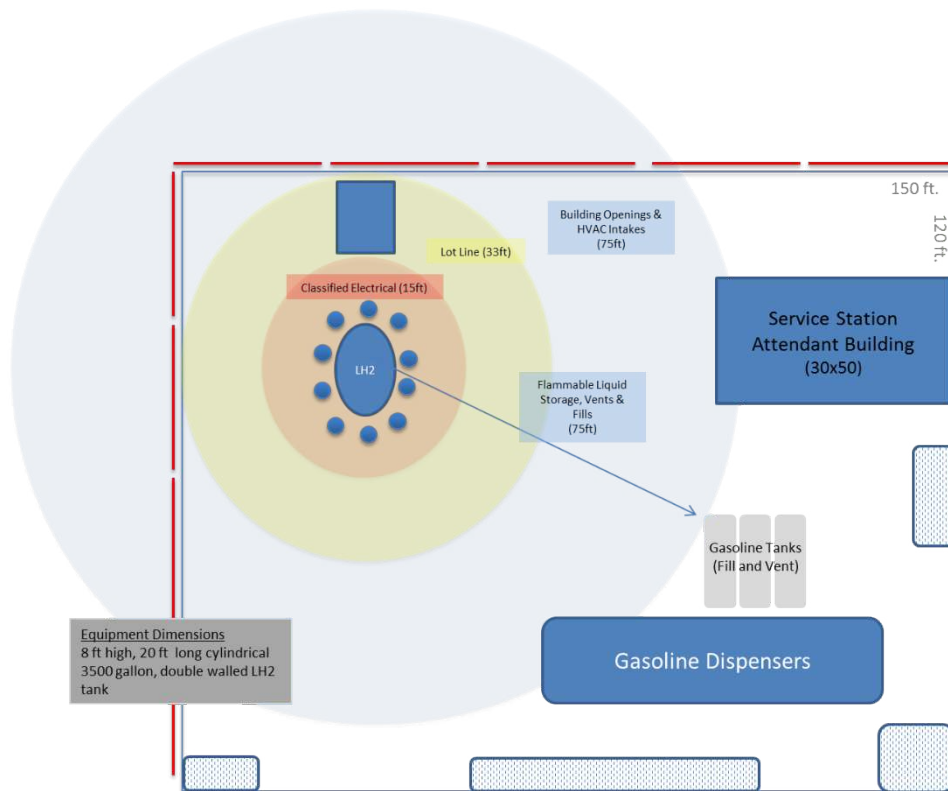 150 ft.
120 ft.
Building Openings &
HVAC Intakes
(75ft)
Lot Line (33ft)
Classified Electrical (15ft)
Service Station
Attendant Building
(30x50)
LH2
Flammable Liquid
Storage, Vents &
Fills
(75ft)
Gasoline Tanks
(Fill and Vent)
Equipment Dimensions
8 ft high, 20 ft long cylindrical
3500 gallon, double walled LH2
tank
Gasoline Dispensers